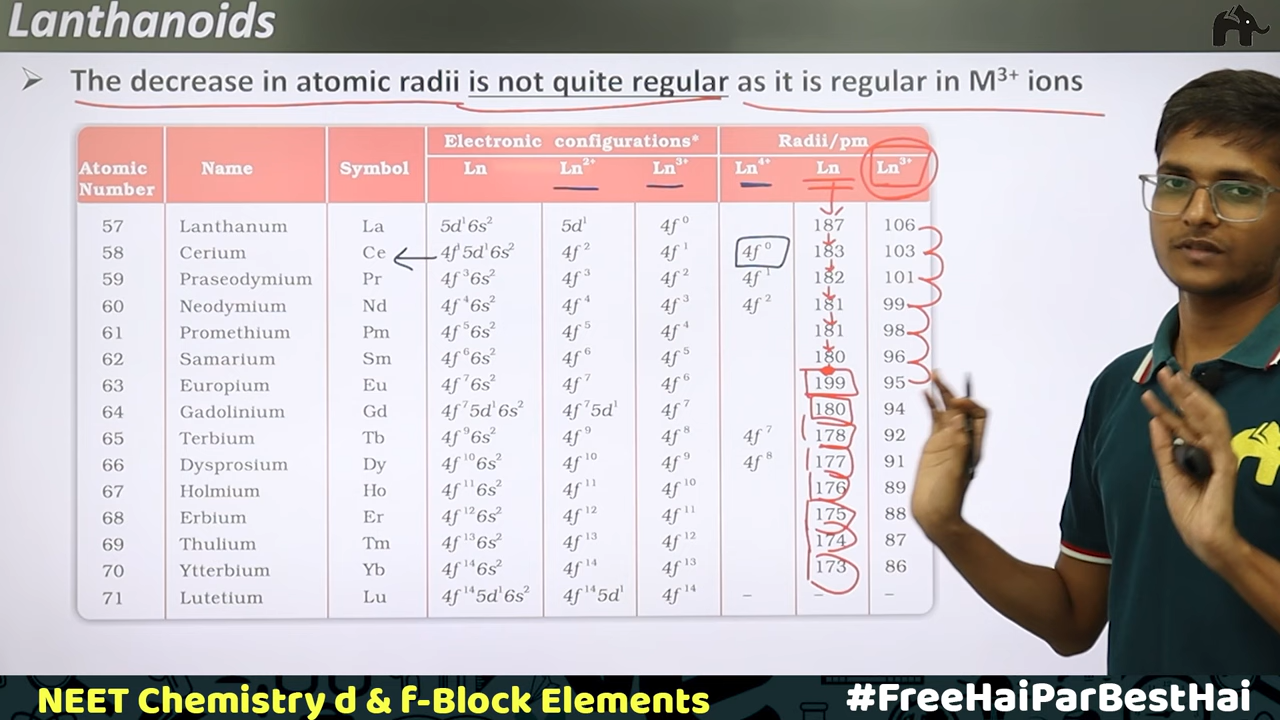 Lanthanoids
The decrease in atomic radii is not quite regular as it is regular in M³⁺ ions
Electronic configurations* Radii/pm
Atomic Number Name Symbol Ln Ln²⁺ Ln³⁺ Ln⁴⁺ Ln Ln³⁺
57 Lanthanum La 5d¹6s² 5d¹ 4f⁰ 187 106
58 Cerium Ce 4f¹5d¹6s² 4f² 4f¹ 4f⁰ 183 103
59 Praseodymium Pr 4f³6s² 4f³ 4f² 4f¹ 182 101
60 Neodymium Nd 4f⁴6s² 4f⁴ 4f³ 4f² 181 99
61 Promethium Pm 4f⁵6s² 4f⁵ 4f⁴ 181 98
62 Samarium Sm 4f⁶6s² 4f⁶ 4f⁵ 180 96
63 Europium Eu 4f⁷6s² 4f⁷ 4f⁶ 199 95
64 Gadolinium Gd 4f⁷5d¹6s² 4f⁷5d¹ 4f⁷ 180 94
65 Terbium Tb 4f⁹6s² 4f⁹ 4f⁸ 4f⁷ 178 92
66 Dysprosium Dy 4f¹⁰6s² 4f¹⁰ 4f⁹ 4f⁸ 177 91
67 Holmium Ho 4f¹¹6s² 4f¹¹ 4f¹⁰ 176 89
68 Erbium Er 4f¹²6s² 4f¹² 4f¹¹ 175 88
69 Thulium Tm 4f¹³6s² 4f¹³ 4f¹² 174 87
70 Ytterbium Yb 4f¹⁴6s² 4f¹⁴ 4f¹³ 173 86
71 Lutetium Lu 4f¹⁴5d¹6s² 4f¹⁴5d¹ 4f¹⁴ – – –
NEET Chemistry d & f-Block Elements
#FreeHaiParBestHai